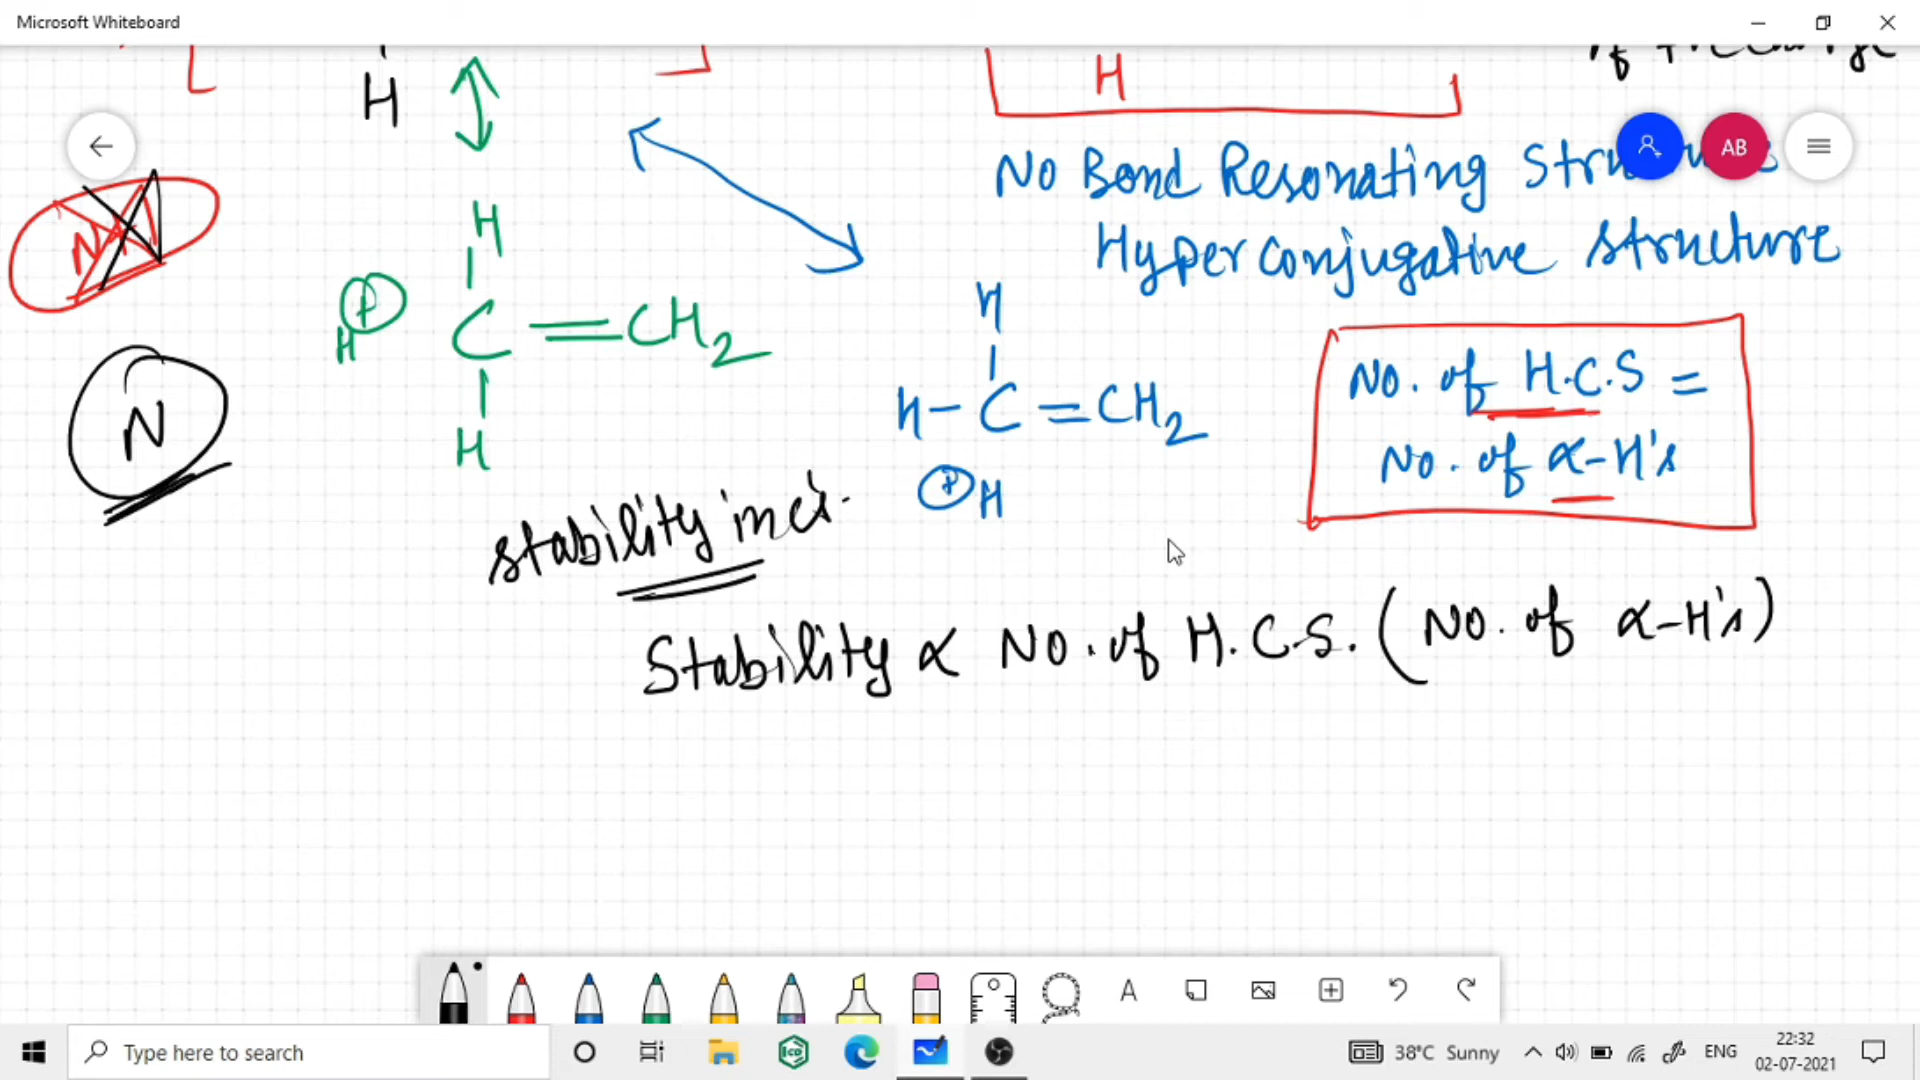 Microsoft Whiteboard
H
H
AB
No Bond Resonating
Hyperconjugative structure
H
H
C = CH2
H
+
H
H - C = CH2
+ H
No. of H.C.S =
No. of α-H's
N
stability incr.
Stability ∝ No. of H.C.S. (No. of α-H's)
A
Type here to search
38°C Sunny
ENG
22:32
02-07-2021